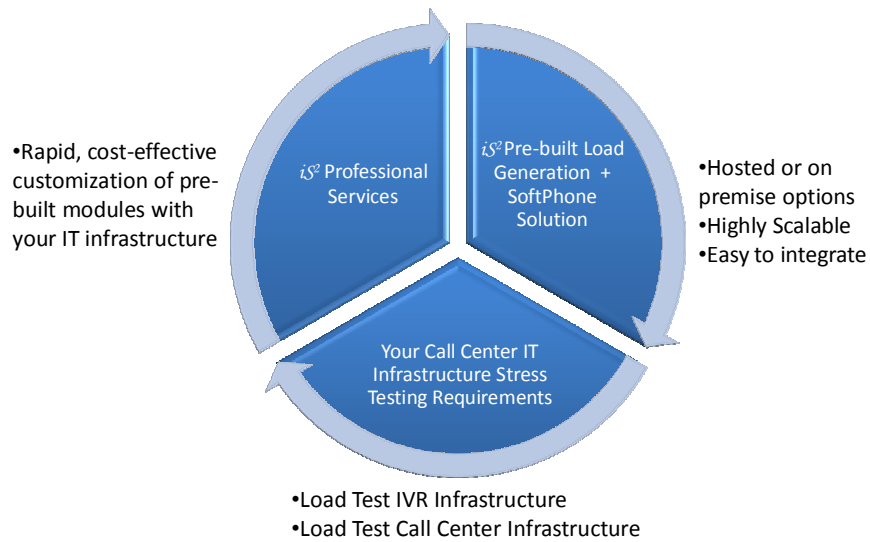 •Rapid, cost-effective
customization of pre-
built modules with
your IT infrastructure
iS² Professional
Services
iS² Pre-built Load
Generation +
SoftPhone
Solution
•Hosted or on
premise options
•Highly Scalable
•Easy to integrate
Your Call Center IT
Infrastructure Stress
Testing Requirements
•Load Test IVR Infrastructure
•Load Test Call Center Infrastructure